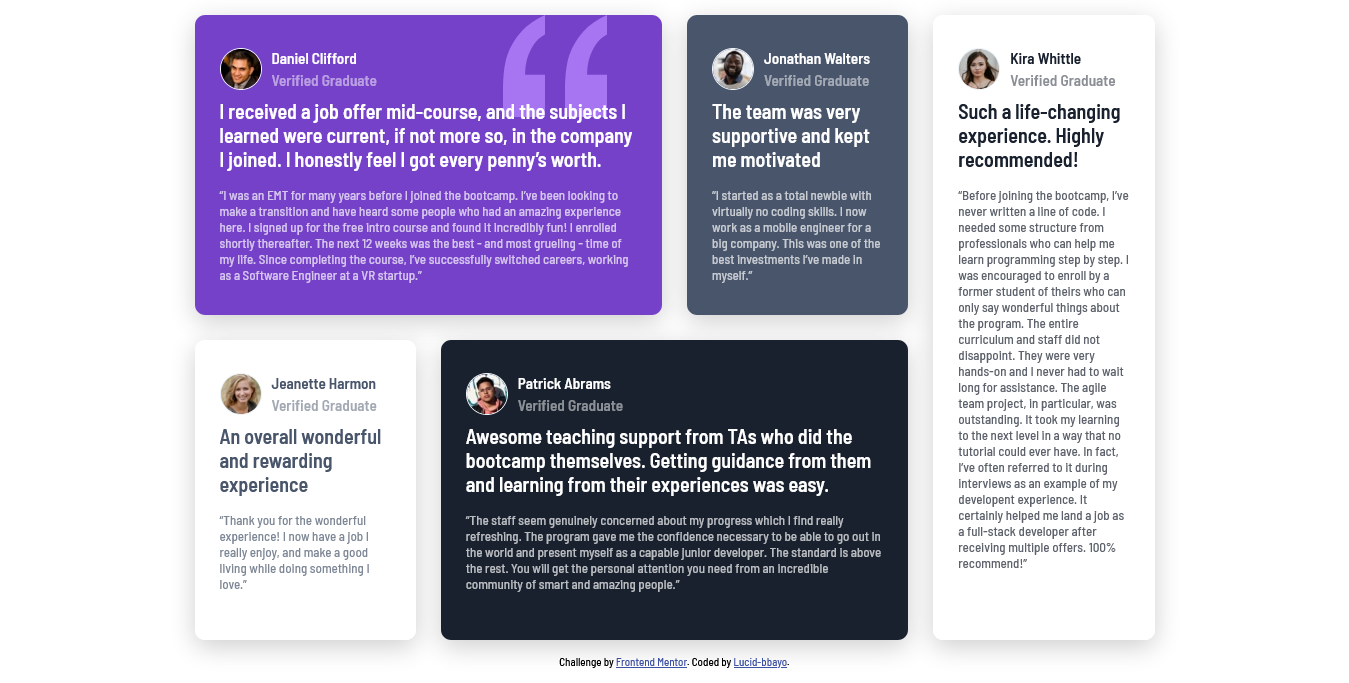 Daniel Clifford
Verified Graduate
I received a job offer mid-course, and the subjects I
learned were current, if not more so, in the company
I joined. I honestly feel I got every penny’s worth.
“I was an EMT for many years before I joined the bootcamp. I’ve been looking to
make a transition and have heard some people who had an amazing experience
here. I signed up for the free intro course and found it incredibly fun! I enrolled
shortly thereafter. The next 12 weeks was the best - and most grueling - time of
my life. Since completing the course, I’ve successfully switched careers, working
as a Software Engineer at a VR startup.”
Jonathan Walters
Verified Graduate
The team was very
supportive and kept
me motivated
“I started as a total newbie with
virtually no coding skills. I now
work as a mobile engineer for a
big company. This was one of the
best investments I’ve made in
myself.”
Kira Whittle
Verified Graduate
Such a life-changing
experience. Highly
recommended!
“Before joining the bootcamp, I’ve
never written a line of code. I
needed some structure from
professionals who can help me
learn programming step by step. I
was encouraged to enroll by a
former student of theirs who can
only say wonderful things about
the program. The entire
curriculum and staff did not
disappoint. They were very
hands-on and I never had to wait
long for assistance. The agile
team project, in particular, was
outstanding. It took my learning
to the next level in a way that no
tutorial could ever have. In fact,
I’ve often referred to it during
interviews as an example of my
developent experience. It
certainly helped me land a job as
a full-stack developer after
receiving multiple offers. 100%
recommend!”
Jeanette Harmon
Verified Graduate
An overall wonderful
and rewarding
experience
“Thank you for the wonderful
experience! I now have a job I
really enjoy, and make a good
living while doing something I
love.”
Patrick Abrams
Verified Graduate
Awesome teaching support from TAs who did the
bootcamp themselves. Getting guidance from them
and learning from their experiences was easy.
“The staff seem genuinely concerned about my progress which I find really
refreshing. The program gave me the confidence necessary to be able to go out in
the world and present myself as a capable junior developer. The standard is above
the rest. You will get the personal attention you need from an incredible
community of smart and amazing people.”
Challenge by Frontend Mentor. Coded by Lucid-bbayo.